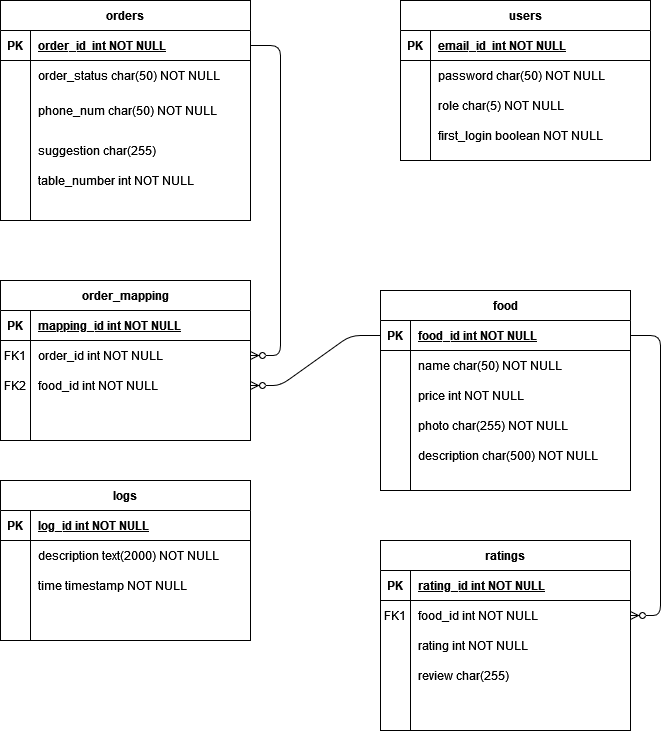 orders
PK order_id int NOT NULL
order_status char(50) NOT NULL
phone_num char(50) NOT NULL
suggestion char(255)
table_number int NOT NULL
users
PK email_id int NOT NULL
password char(50) NOT NULL
role char(5) NOT NULL
first_login boolean NOT NULL
order_mapping
PK mapping_id int NOT NULL
FK1 order_id int NOT NULL
FK2 food_id int NOT NULL
food
PK food_id int NOT NULL
name char(50) NOT NULL
price int NOT NULL
photo char(255) NOT NULL
description char(500) NOT NULL
logs
PK log_id int NOT NULL
description text(2000) NOT NULL
time timestamp NOT NULL
ratings
PK rating_id int NOT NULL
FK1 food_id int NOT NULL
rating int NOT NULL
review char(255)